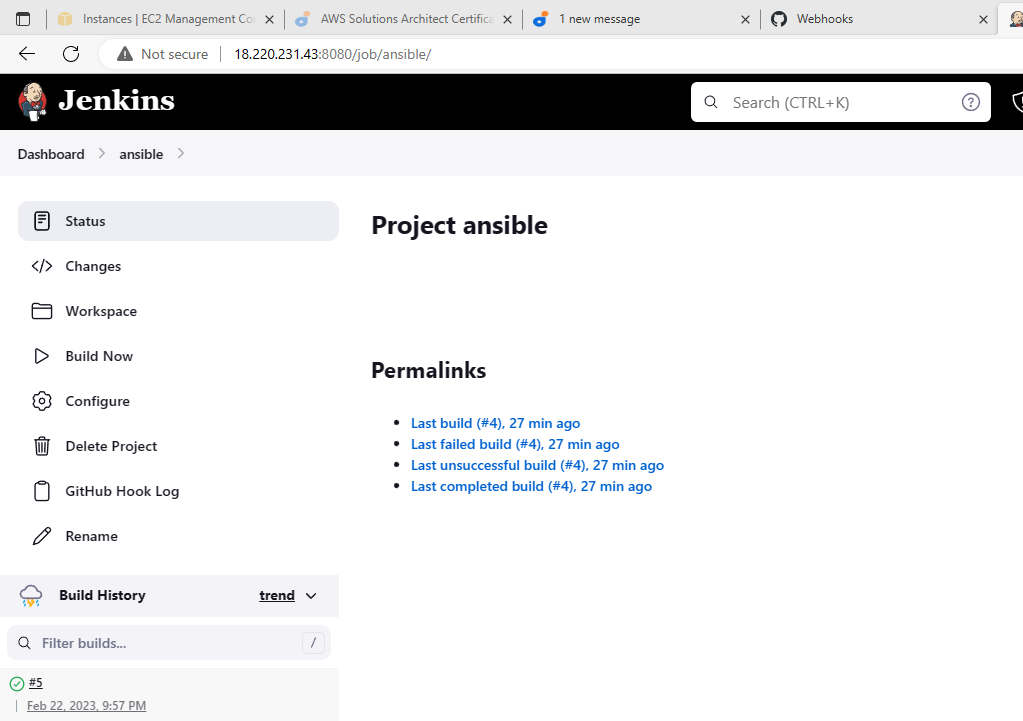 Instances | EC2 Management Co
AWS Solutions Architect Certifica
1 new message
Webhooks
Not secure
18.220.231.43:8080/job/ansible/
Jenkins
Search (CTRL+K)
?
Dashboard
ansible
Status
Changes
Workspace
Build Now
Configure
Delete Project
GitHub Hook Log
Rename
Build History
trend
Filter builds...
/
#5
Feb 22, 2023, 9:57 PM
Project ansible
Permalinks
Last build (#4), 27 min ago
Last failed build (#4), 27 min ago
Last unsuccessful build (#4), 27 min ago
Last completed build (#4), 27 min ago